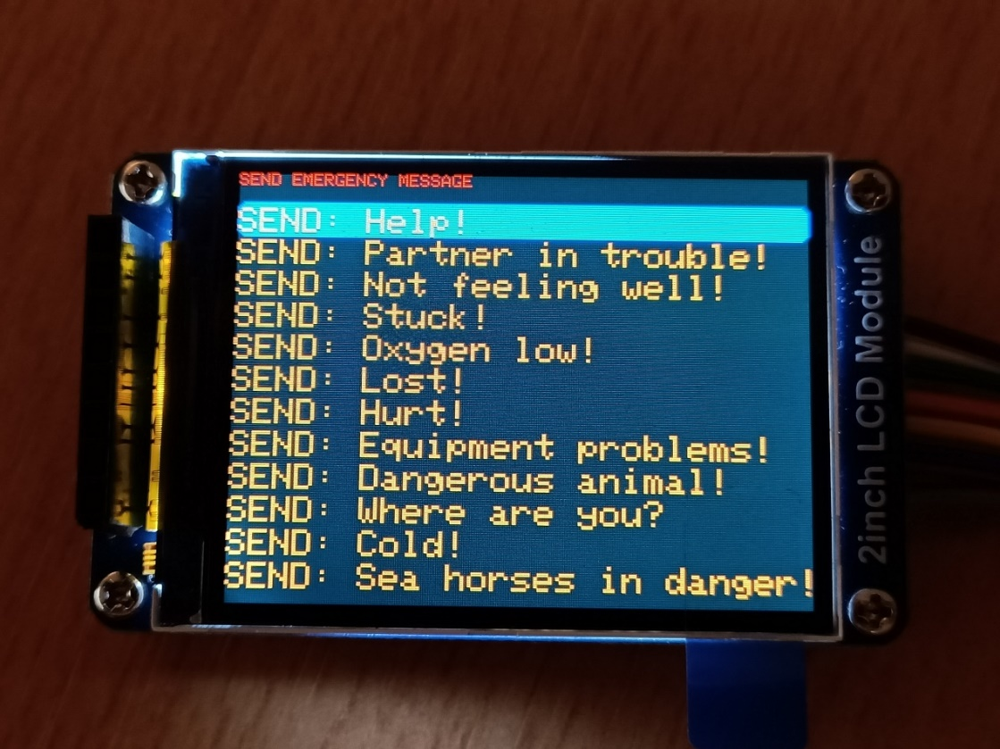 SEND EMERGENCY MESSAGE
SEND: Help!
SEND: Partner in trouble!
SEND: Not feeling well!
SEND: Stuck!
SEND: Oxygen low!
SEND: Lost!
SEND: Hurt!
SEND: Equipment problems!
SEND: Dangerous animal!
SEND: Where are you?
SEND: Cold!
SEND: Sea horses in danger!
2inch LCD Module